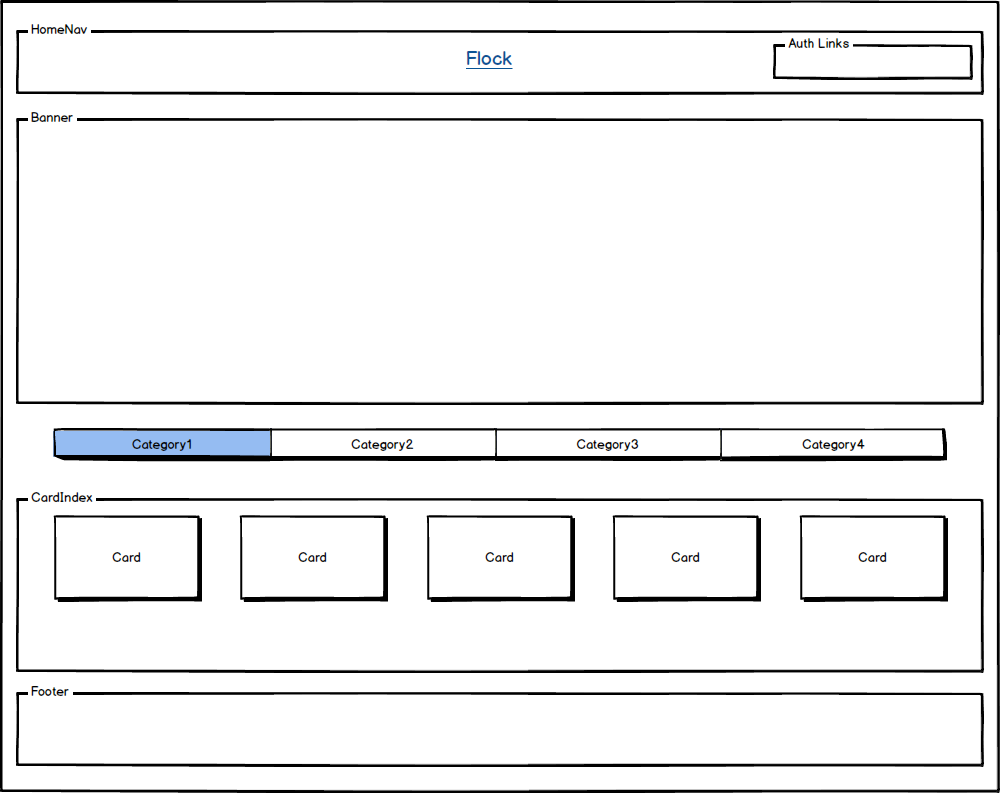 HomeNav
Flock
Auth Links
Banner
Category1 Category2 Category3 Category4
CardIndex
Card Card Card Card Card
Footer